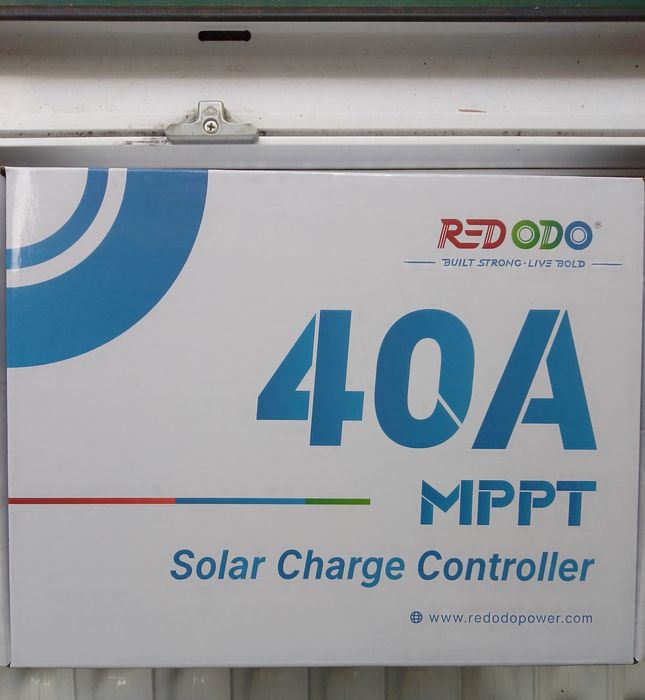 REDODO®
BUILT STRONG·LIVE BOLD
40A
MPPT
Solar Charge Controller
www.redodopower.com